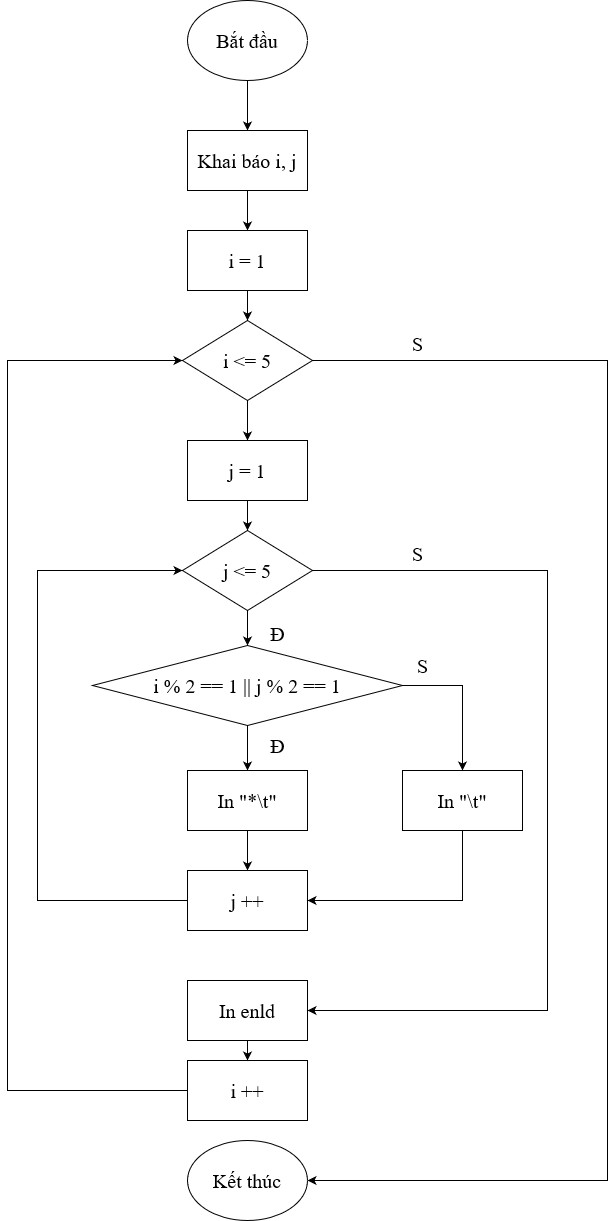 Bắt đầu
Khai báo i, j
i = 1
i <= 5
S
j = 1
j <= 5
S
Đ
i % 2 == 1 || j % 2 == 1
S
Đ
In "*\t"
In "\t"
j ++
In enld
i ++
Kết thúc